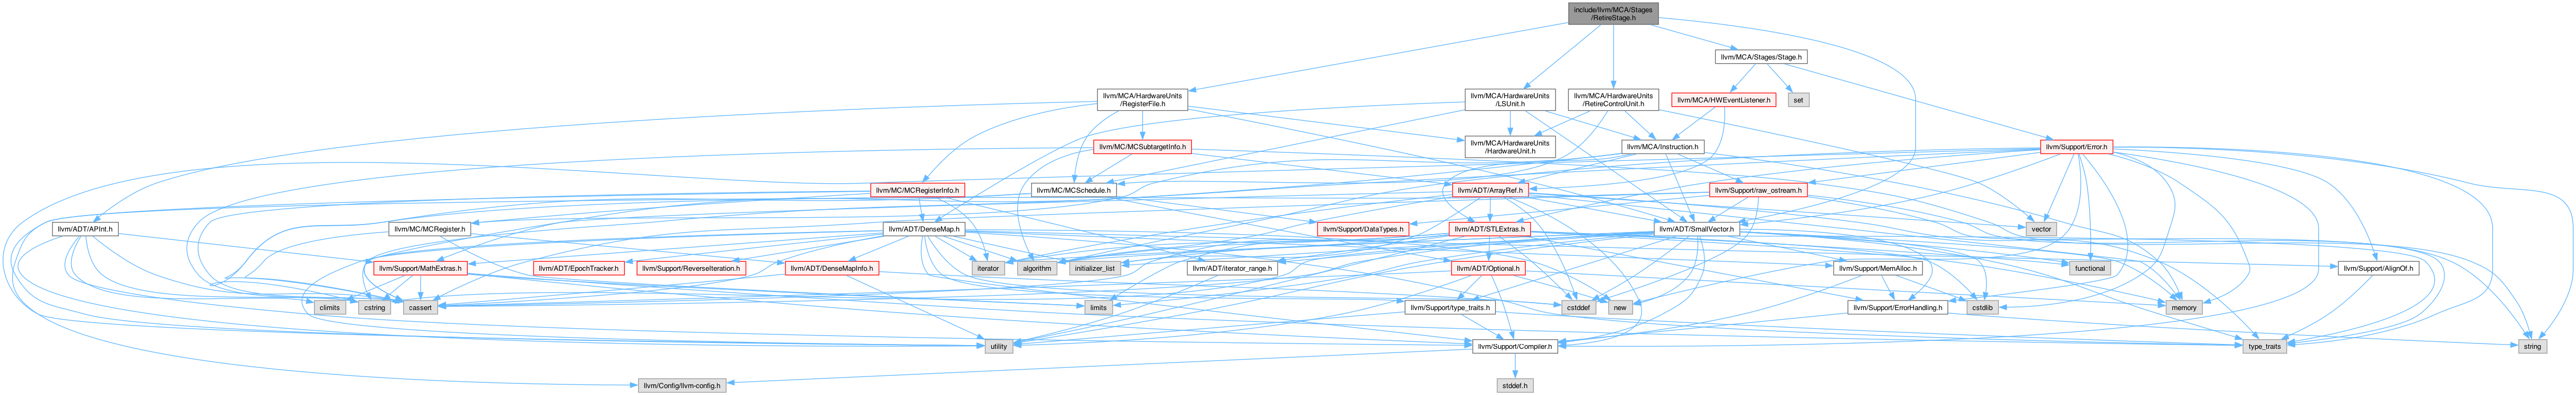 include/llvm/MCA/Stages
/RetireStage.h
llvm/MCA/Stages/Stage.h
llvm/MCA/HardwareUnits
/RegisterFile.h
llvm/MCA/HardwareUnits
/LSUnit.h
llvm/MCA/HardwareUnits
/RetireControlUnit.h
llvm/MCA/HWEventListener.h
set
llvm/MC/MCSubtargetInfo.h
llvm/MCA/HardwareUnits
/HardwareUnit.h
llvm/MCA/Instruction.h
llvm/Support/Error.h
llvm/MC/MCRegisterInfo.h
llvm/MC/MCSchedule.h
llvm/ADT/ArrayRef.h
llvm/Support/raw_ostream.h
llvm/ADT/APInt.h
llvm/MC/MCRegister.h
llvm/ADT/DenseMap.h
llvm/Support/DataTypes.h
llvm/ADT/STLExtras.h
llvm/ADT/SmallVector.h
vector
llvm/Support/MathExtras.h
llvm/ADT/EpochTracker.h
llvm/Support/ReverseIteration.h
llvm/ADT/DenseMapInfo.h
iterator
algorithm
initializer_list
llvm/ADT/iterator_range.h
llvm/ADT/Optional.h
llvm/Support/MemAlloc.h
functional
llvm/Support/AlignOf.h
climits
cstring
cassert
limits
llvm/Support/type_traits.h
cstddef
new
llvm/Support/ErrorHandling.h
cstdlib
memory
utility
llvm/Support/Compiler.h
type_traits
string
llvm/Config/llvm-config.h
stddef.h